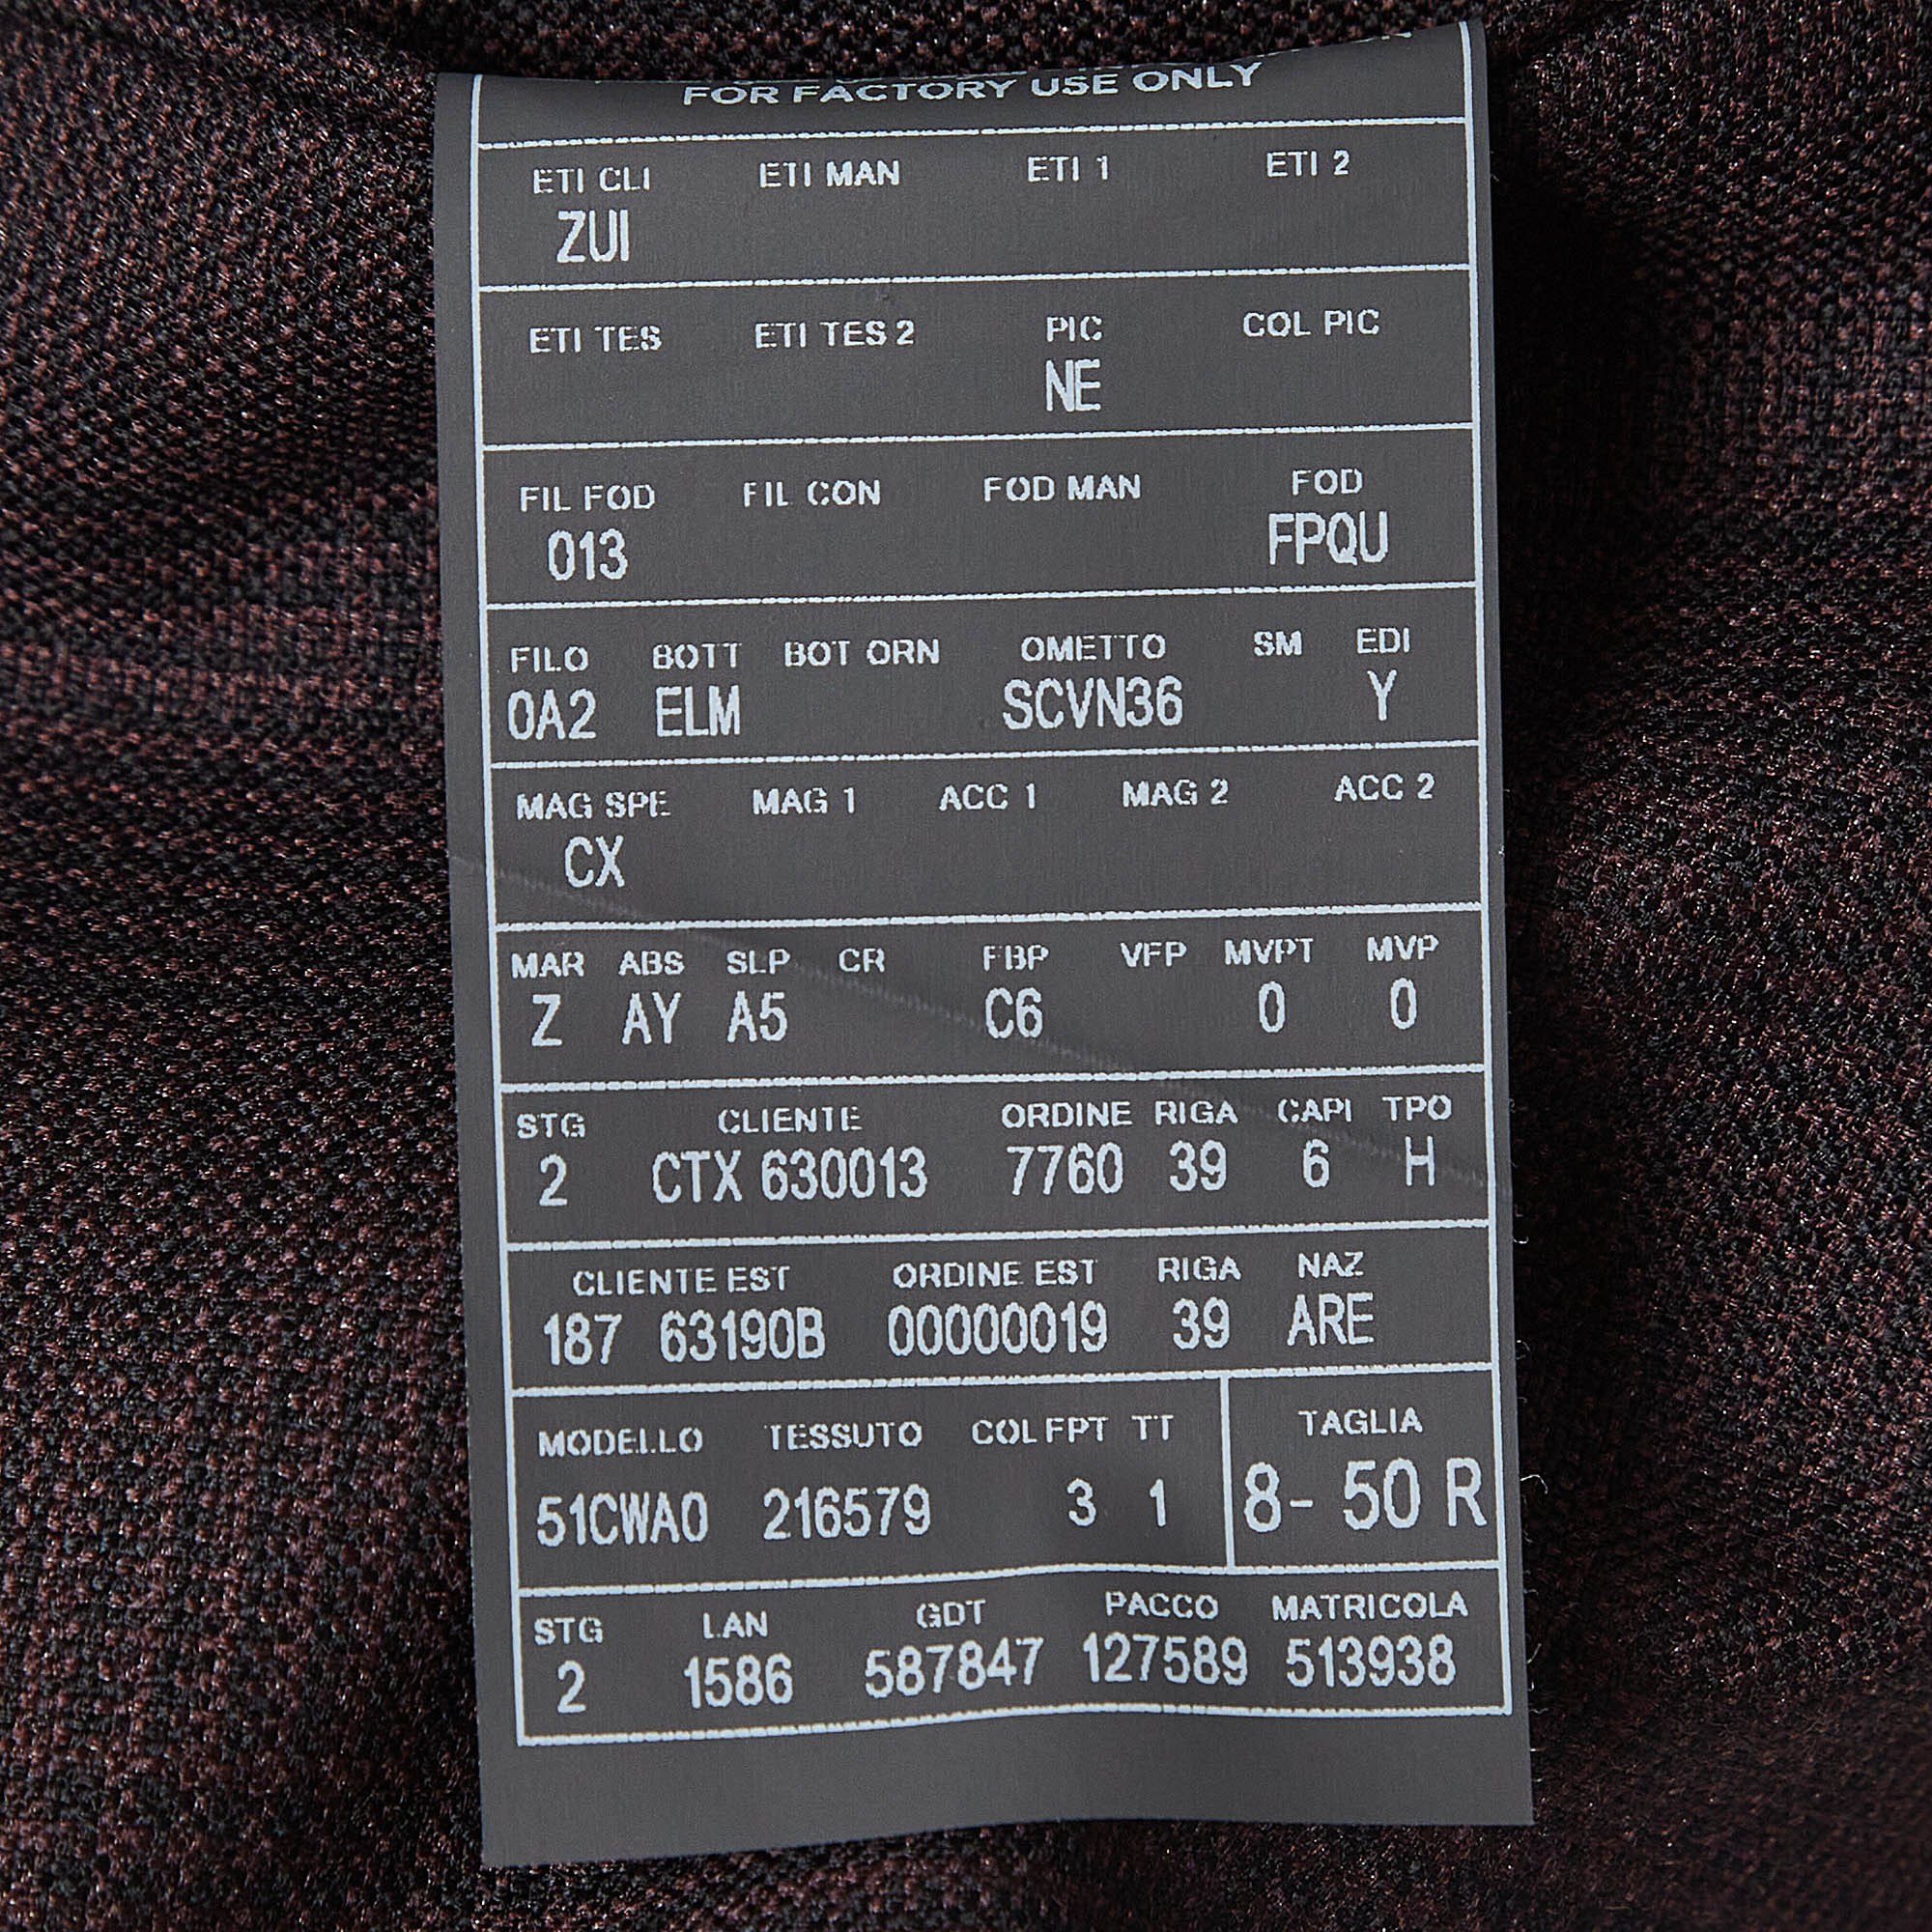 FOR FACTORY USE ONLY
ETI CLI ETI MAN ETI 1 ETI 2
ZUI
ETI TES ETI TES 2 PIC COL PIC
NE
FIL FOD FIL CON FOD MAN FOD
013 FPQU
FILO BOTT BOT ORN OMETTO SM EDI
0A2 ELM SCVN36 Y
MAG SPE MAG 1 ACC 1 MAG 2 ACC 2
CX
MAR ABS SLP CR FBP VFP MVPT MVP
Z AY A5 C6 0 0
STG CLIENTE ORDINE RIGA CAPI TPO
2 CTX 630013 7760 39 6 H
CLIENTE EST ORDINE EST RIGA NAZ
187 63190B 00000019 39 ARE
MODELLO TESSUTO COL FPT TT TAGLIA
51CWA0 216579 3 1 8- 50 R
STG LAN GDT PACCO MATRICOLA
2 1586 587847 127589 513938